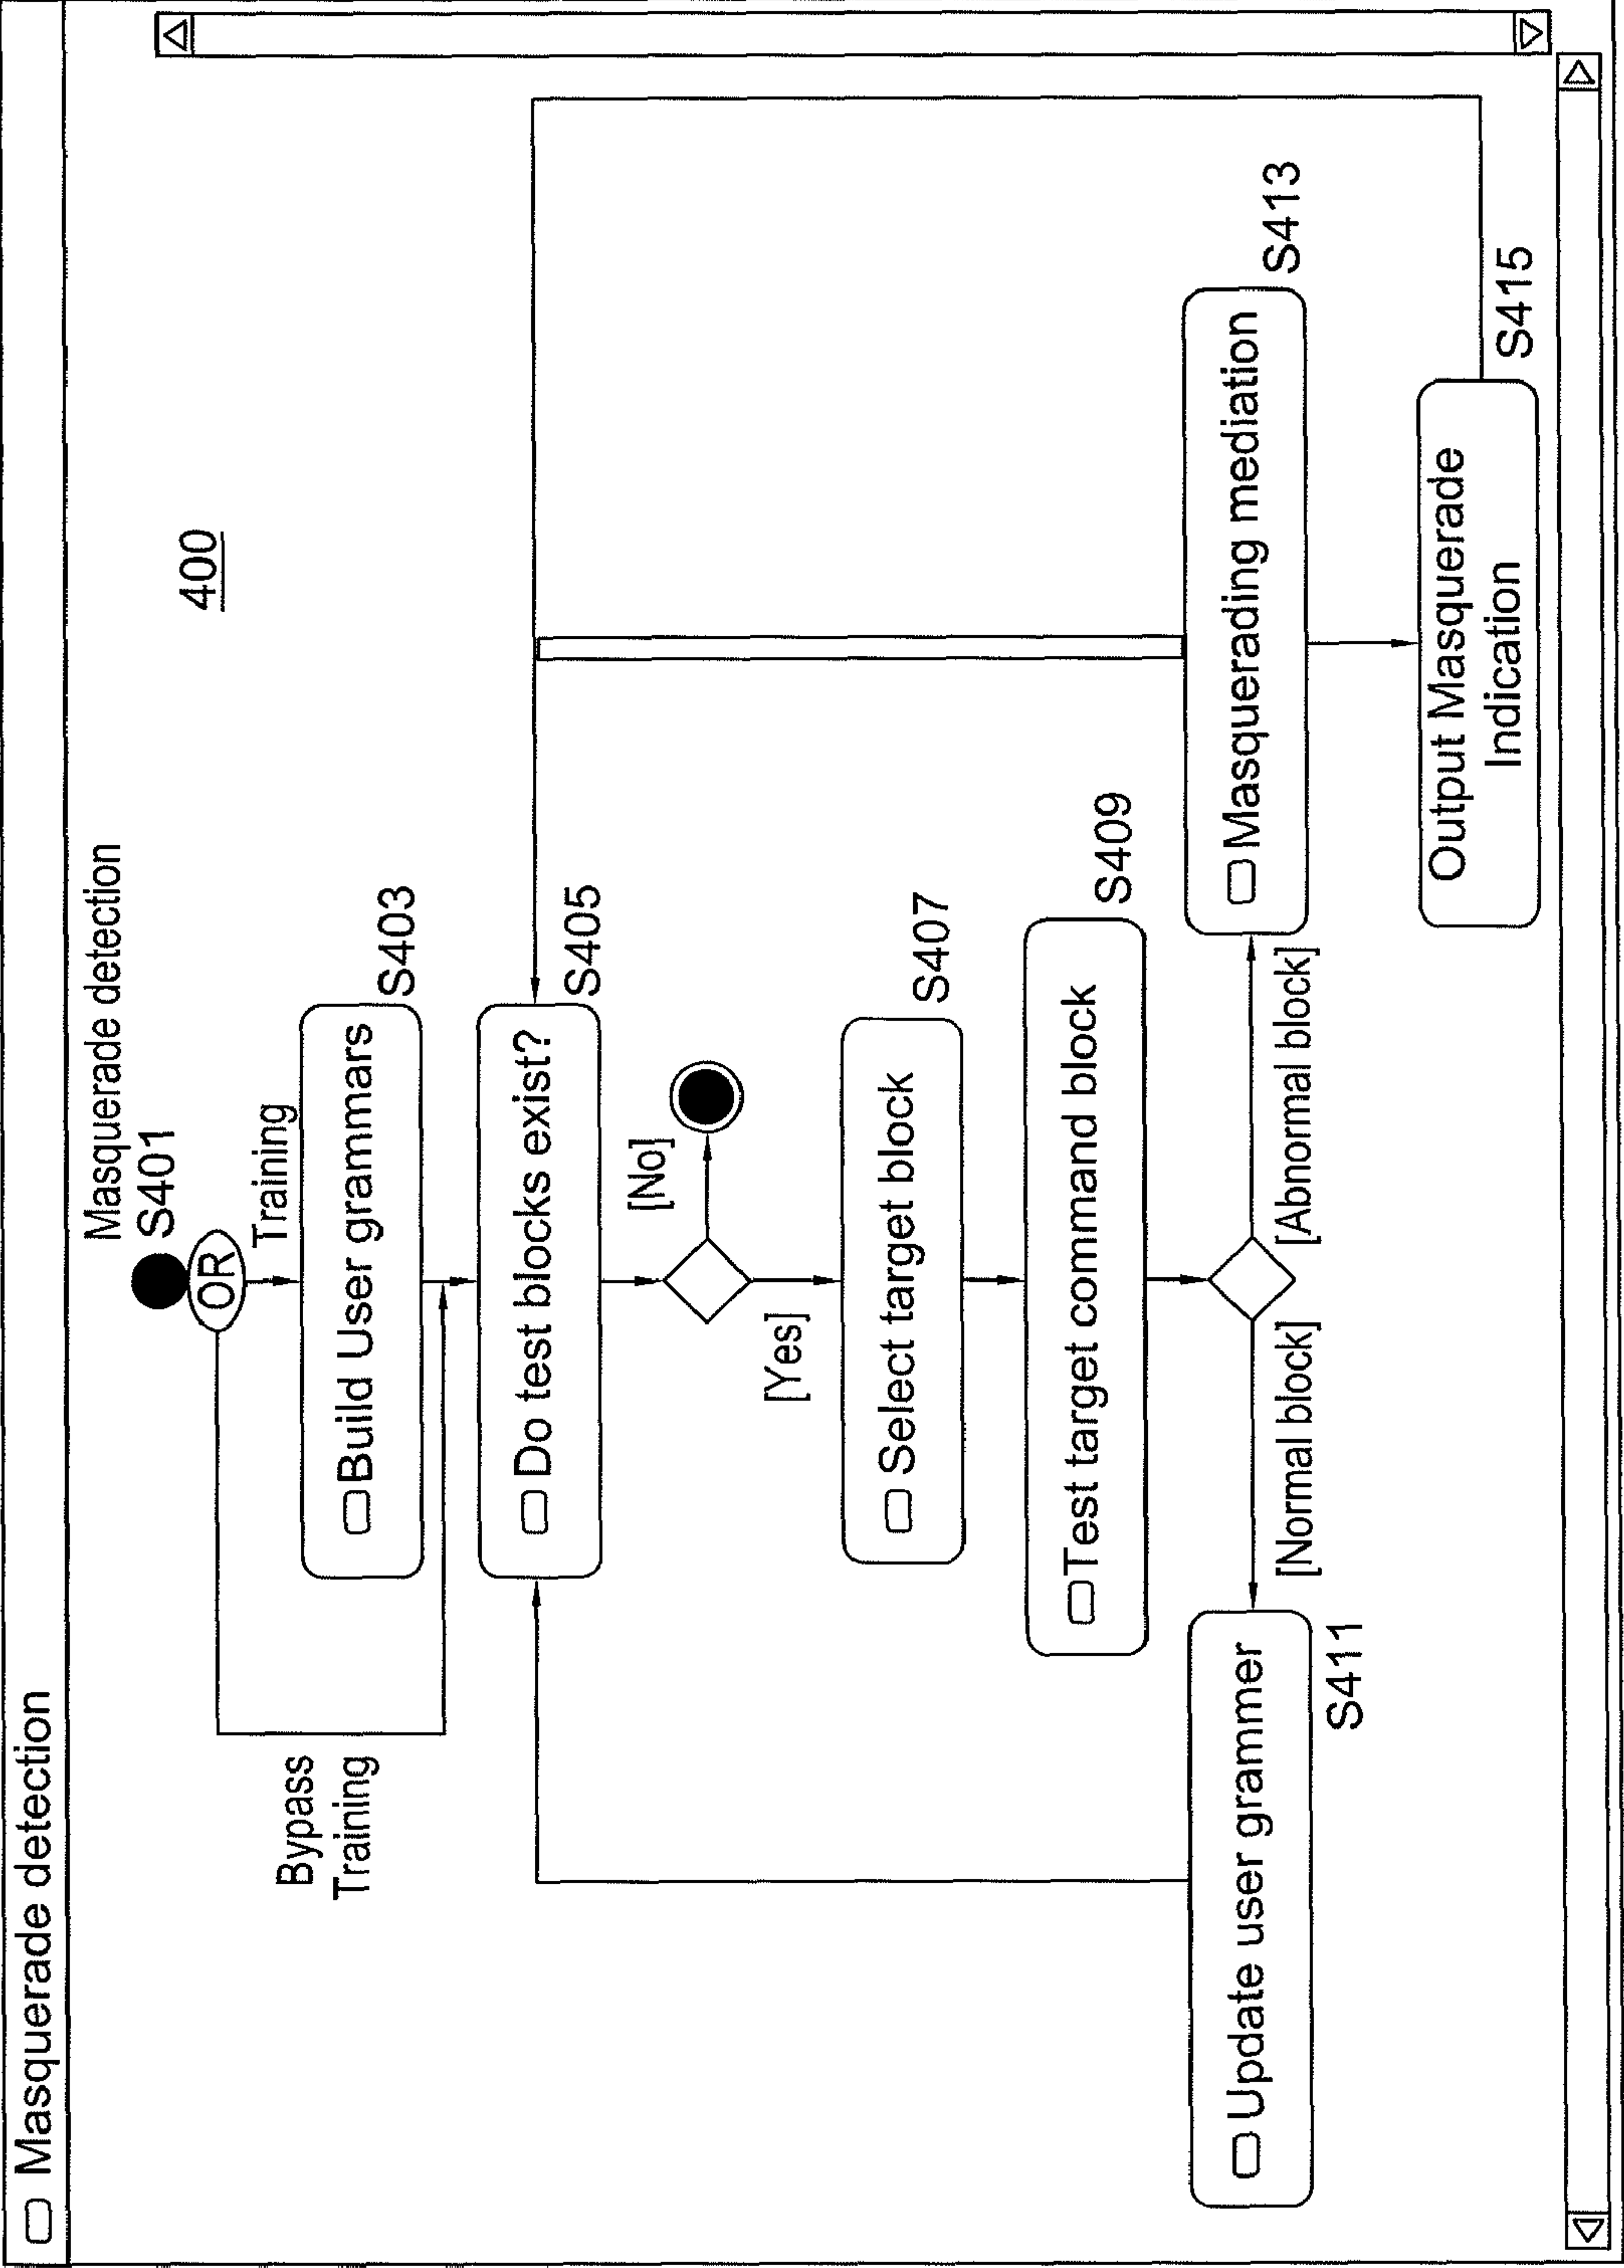 Masquerade detection
Masquerade detection
S401
400
OR
Training
Bypass
Training
Build User grammars
S403
Do test blocks exist?
S405
[No]
[Yes]
Select target block
S407
Test target command block
S409
[Normal block]
[Abnormal block]
Update user grammer
S411
Masquerading mediation
S413
Output Masquerade
Indication
S415